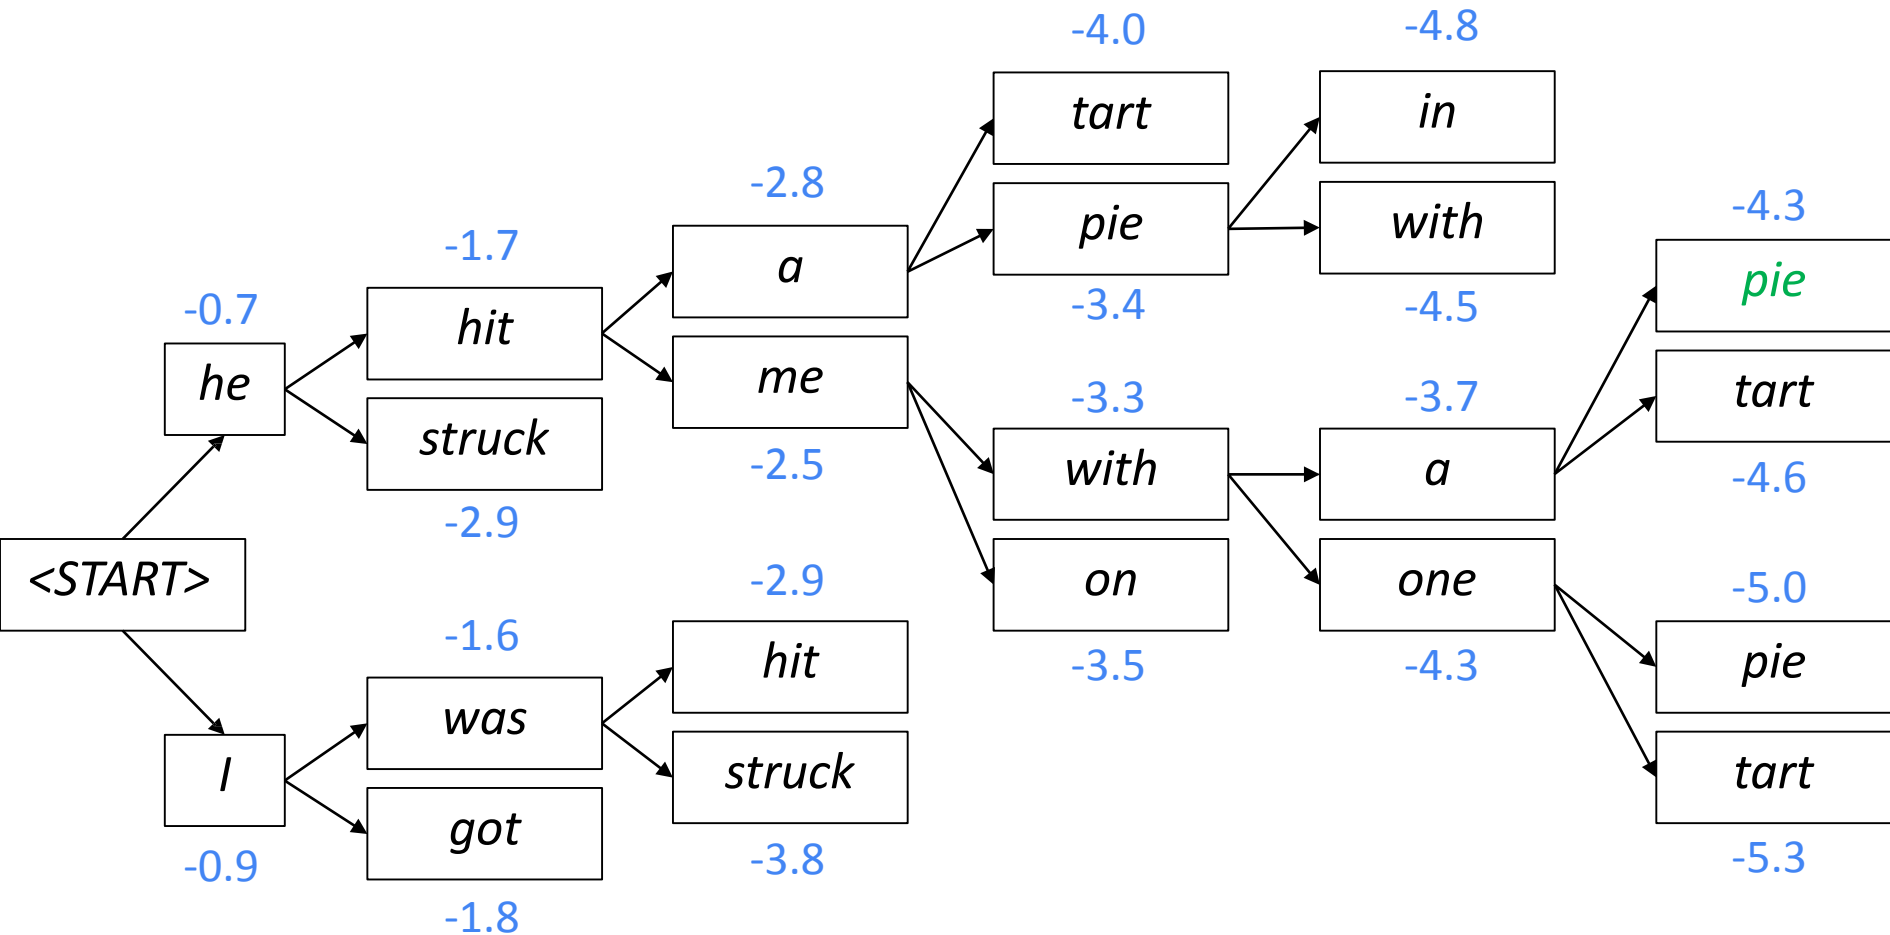 -4.0
-4.8
tart
in
-2.8
pie
with
-4.3
-1.7
a
pie
-0.7
hit
-3.4
-4.5
he
me
-3.3
-3.7
tart
struck
-2.5
with
a
-4.6
-2.9
<START>
-2.9
on
one
-5.0
-1.6
hit
-3.5
-4.3
pie
I
was
struck
tart
got
-0.9
-3.8
-5.3
-1.8